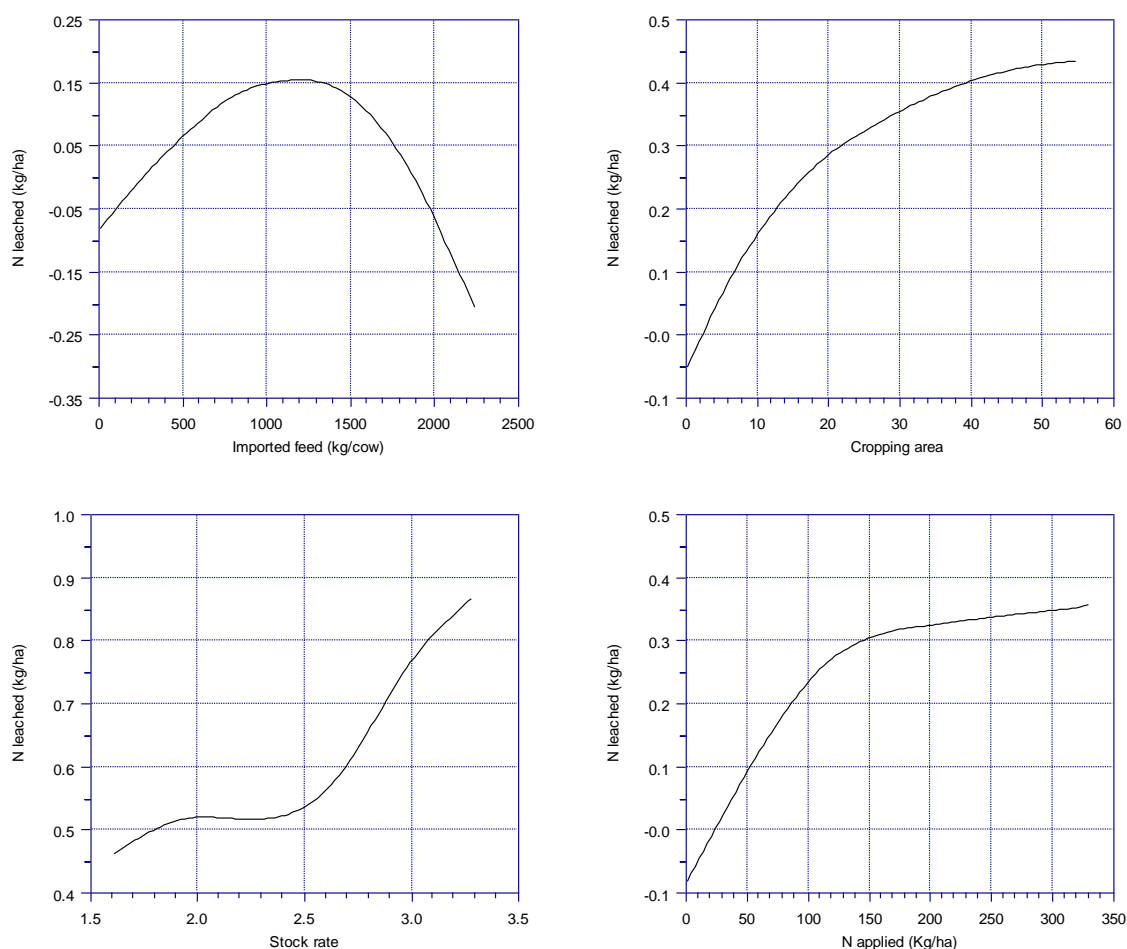 0.25
0.15
0.05
-0.05
-0.15
-0.25
-0.35
N leached (kg/ha)
0 500 1000 1500 2000 2500
Imported feed (kg/cow)
0.5
0.4
0.3
0.2
0.1
-0.0
-0.1
N leached (kg/ha)
0 10 20 30 40 50 60
Cropping area
1.0
0.9
0.8
0.7
0.6
0.5
0.4
N leached (kg/ha)
1.5 2.0 2.5 3.0 3.5
Stock rate
0.5
0.4
0.3
0.2
0.1
-0.0
-0.1
N leached (kg/ha)
0 50 100 150 200 250 300 350
N applied (Kg/ha)